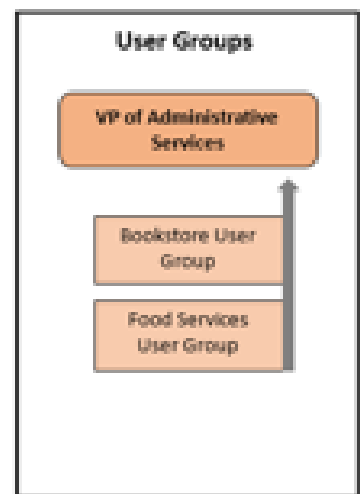 User Groups
VP of Administrative
Services
Bookstore User
Group
Food Services
User Group